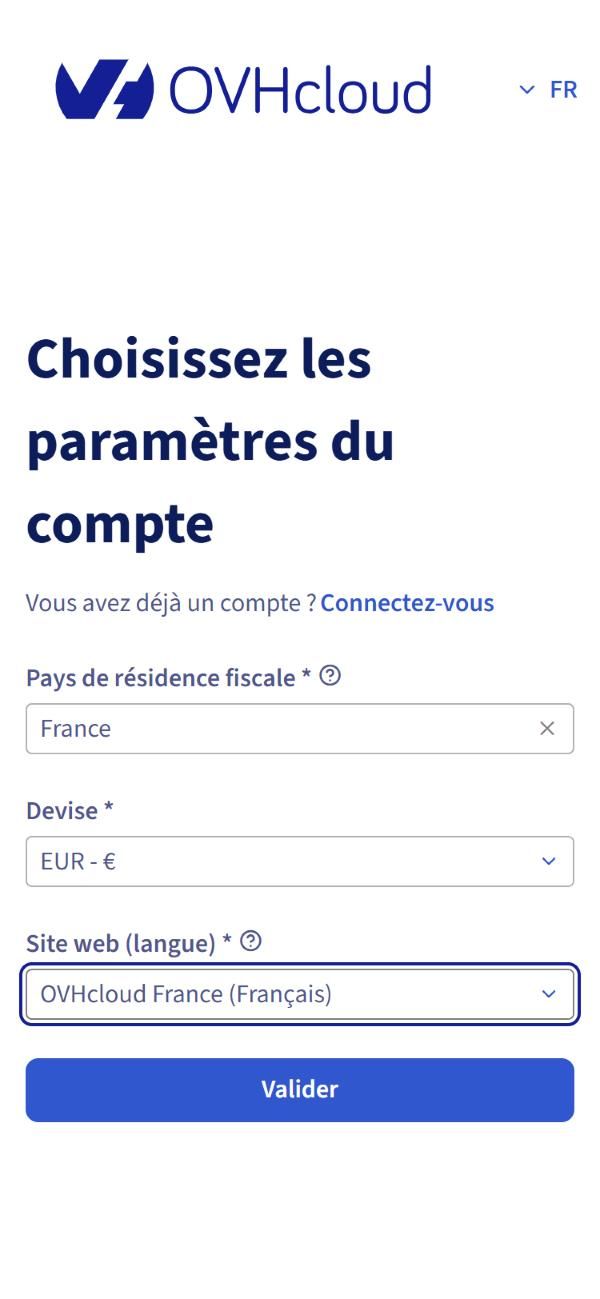 OVHcloud
FR
Choisissez les
paramètres du
compte
Vous avez déjà un compte ? Connectez-vous
Pays de résidence fiscale *
France
Devise *
EUR - €
Site web (langue) *
OVHcloud France (Français)
Valider